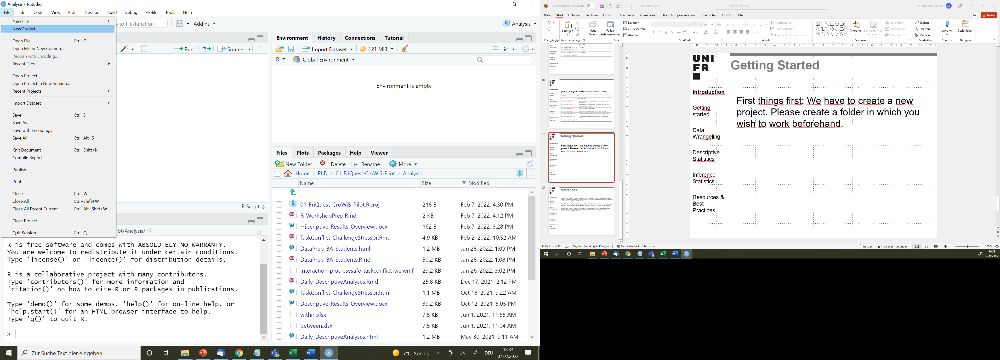 Analysis - RStudio
File Edit Code View Plots Session Build Debug Profile Tools Help
New File
New Project...
Open File... Ctrl+O
Open File in New Column...
Reopen with Encoding...
Recent Files
Open Project...
Open Project in New Session...
Recent Projects
Import Dataset
Save Ctrl+S
Save As...
Save with Encoding...
Save All Ctrl+Alt+S
Knit Document Ctrl+Shift+K
Compile Report...
Publish...
Print...
Close Ctrl+W
Close All Ctrl+Shift+W
Close All Except Current Ctrl+Alt+Shift+W
Close Project
Quit Session... Ctrl+Q
to file/function Addins Analysis
Run Source
R Script
lot/Analysis/
R is free software and comes with ABSOLUTELY NO WARRANTY.
You are welcome to redistribute it under certain conditions.
Type 'license()' or 'licence()' for distribution details.
R is a collaborative project with many contributors.
Type 'contributors()' for more information and
'citation()' on how to cite R or R packages in publications.
Type 'demo()' for some demos, 'help()' for on-line help, or
'help.start()' for an HTML browser interface to help.
Type 'q()' to quit R.
>
Environment History Connections Tutorial
Import Dataset 121 MiB List
R Global Environment
Environment is empty
Files Plots Packages Help Viewer
New Folder Delete Rename More
Home PhD 01_FriQuest-CroWiS-Pilot Analysis ...
Name Size Modified
..
01_FriQuest-CroWiS-Pilot.Rproj 218 B Feb 7, 2022, 4:30 PM
R-WorkshopPrep.Rmd 2 KB Feb 7, 2022, 4:12 PM
~$scriptive-Results_Overview.docx 162 B Feb 7, 2022, 3:28 PM
TaskConflict-ChallengeStressor.Rmd 4.9 KB Feb 2, 2022, 10:52 AM
DataPrep_BA-Students.html 1.2 MB Jan 28, 2022, 1:09 PM
DataPrep_BA-Students.Rmd 50.2 KB Jan 28, 2022, 1:08 PM
Interaction-plot-psysafe-taskconflict-we.wmf 29.2 KB Jan 26, 2022, 3:02 PM
Daily_DescriptiveAnalyses.Rmd 25.8 KB Dec 17, 2021, 2:12 PM
TaskConflict-ChallengeStressor.html 1.1 MB Oct 18, 2021, 9:22 AM
Descriptive-Results_Overview.docx 39.2 KB Oct 12, 2021, 5:05 PM
within.xlsx 7.5 KB Jun 1, 2021, 11:55 AM
between.xlsx 7.5 KB Jun 1, 2021, 11:04 AM
Daily_DescriptiveAnalyses.html 1.2 MB May 30, 2021, 9:11 AM
Zur Suche Text hier eingeben
7°C Sonnig DEU 16:33
07.02.2022
Automatisches Speichern R-Workshop.pptx Suchen (Alt+M) GAHRMANN Caroline GC
Datei Start Einfügen Zeichnen Entwurf Übergänge Animationen Bildschirmpräsentation Überprüfen Ansicht Hilfe Teilen
Einfügen
Neue Folie
Folien wiederverwenden
Layout
Zurücksetzen
Abschnitt
28
F K U S ab AV Aa A
Textrichtung
Text ausrichten
In SmartArt konvertieren
Anordnen
Schnellformat-vorlagen
Fülleffekt
Formkontur
Formeffekte
Suchen
Ersetzen
Markieren
Diktieren
Designideen
Rückgängig Zwischenablage Folien Schriftart Absatz Zeichnen Bearbeiten Sprache Designer
10
(4) Psychological Safety (Edmondson et al., 1999)
11
Getting Started
First things first: We have to create a new
project. Please create a folder in which you
wish to work beforehand.
12
References
UNI
FR
Getting Started
Introduction
Getting
started
Data
Wrangeling
Descriptive
Statistics
Inference
Statistics
Resources &
Best
Practices
First things first: We have to create a new
project. Please create a folder in which you
wish to work beforehand.
Folie 11 von 12 Englisch (Vereinigtes Königreich) Barrierefreiheit: Untersuchen Notizen Anzeigeeinstellungen 108 %
16:33
07.02.2022